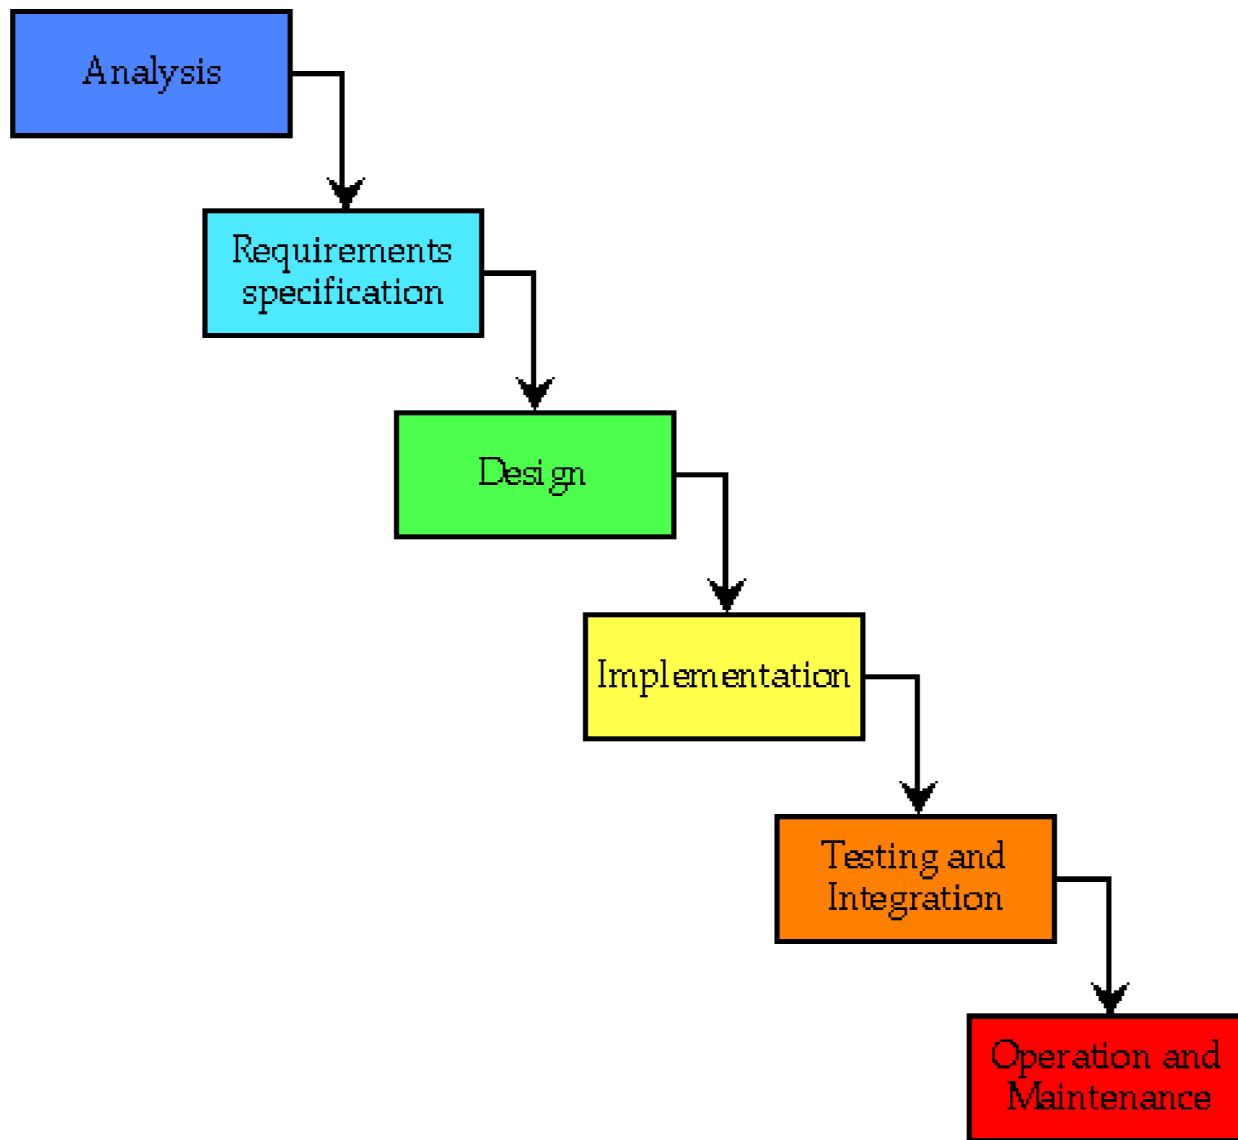 Analysis
Requirements
specification
Design
Implementation
Testing and
Integration
Operation and
Maintenance